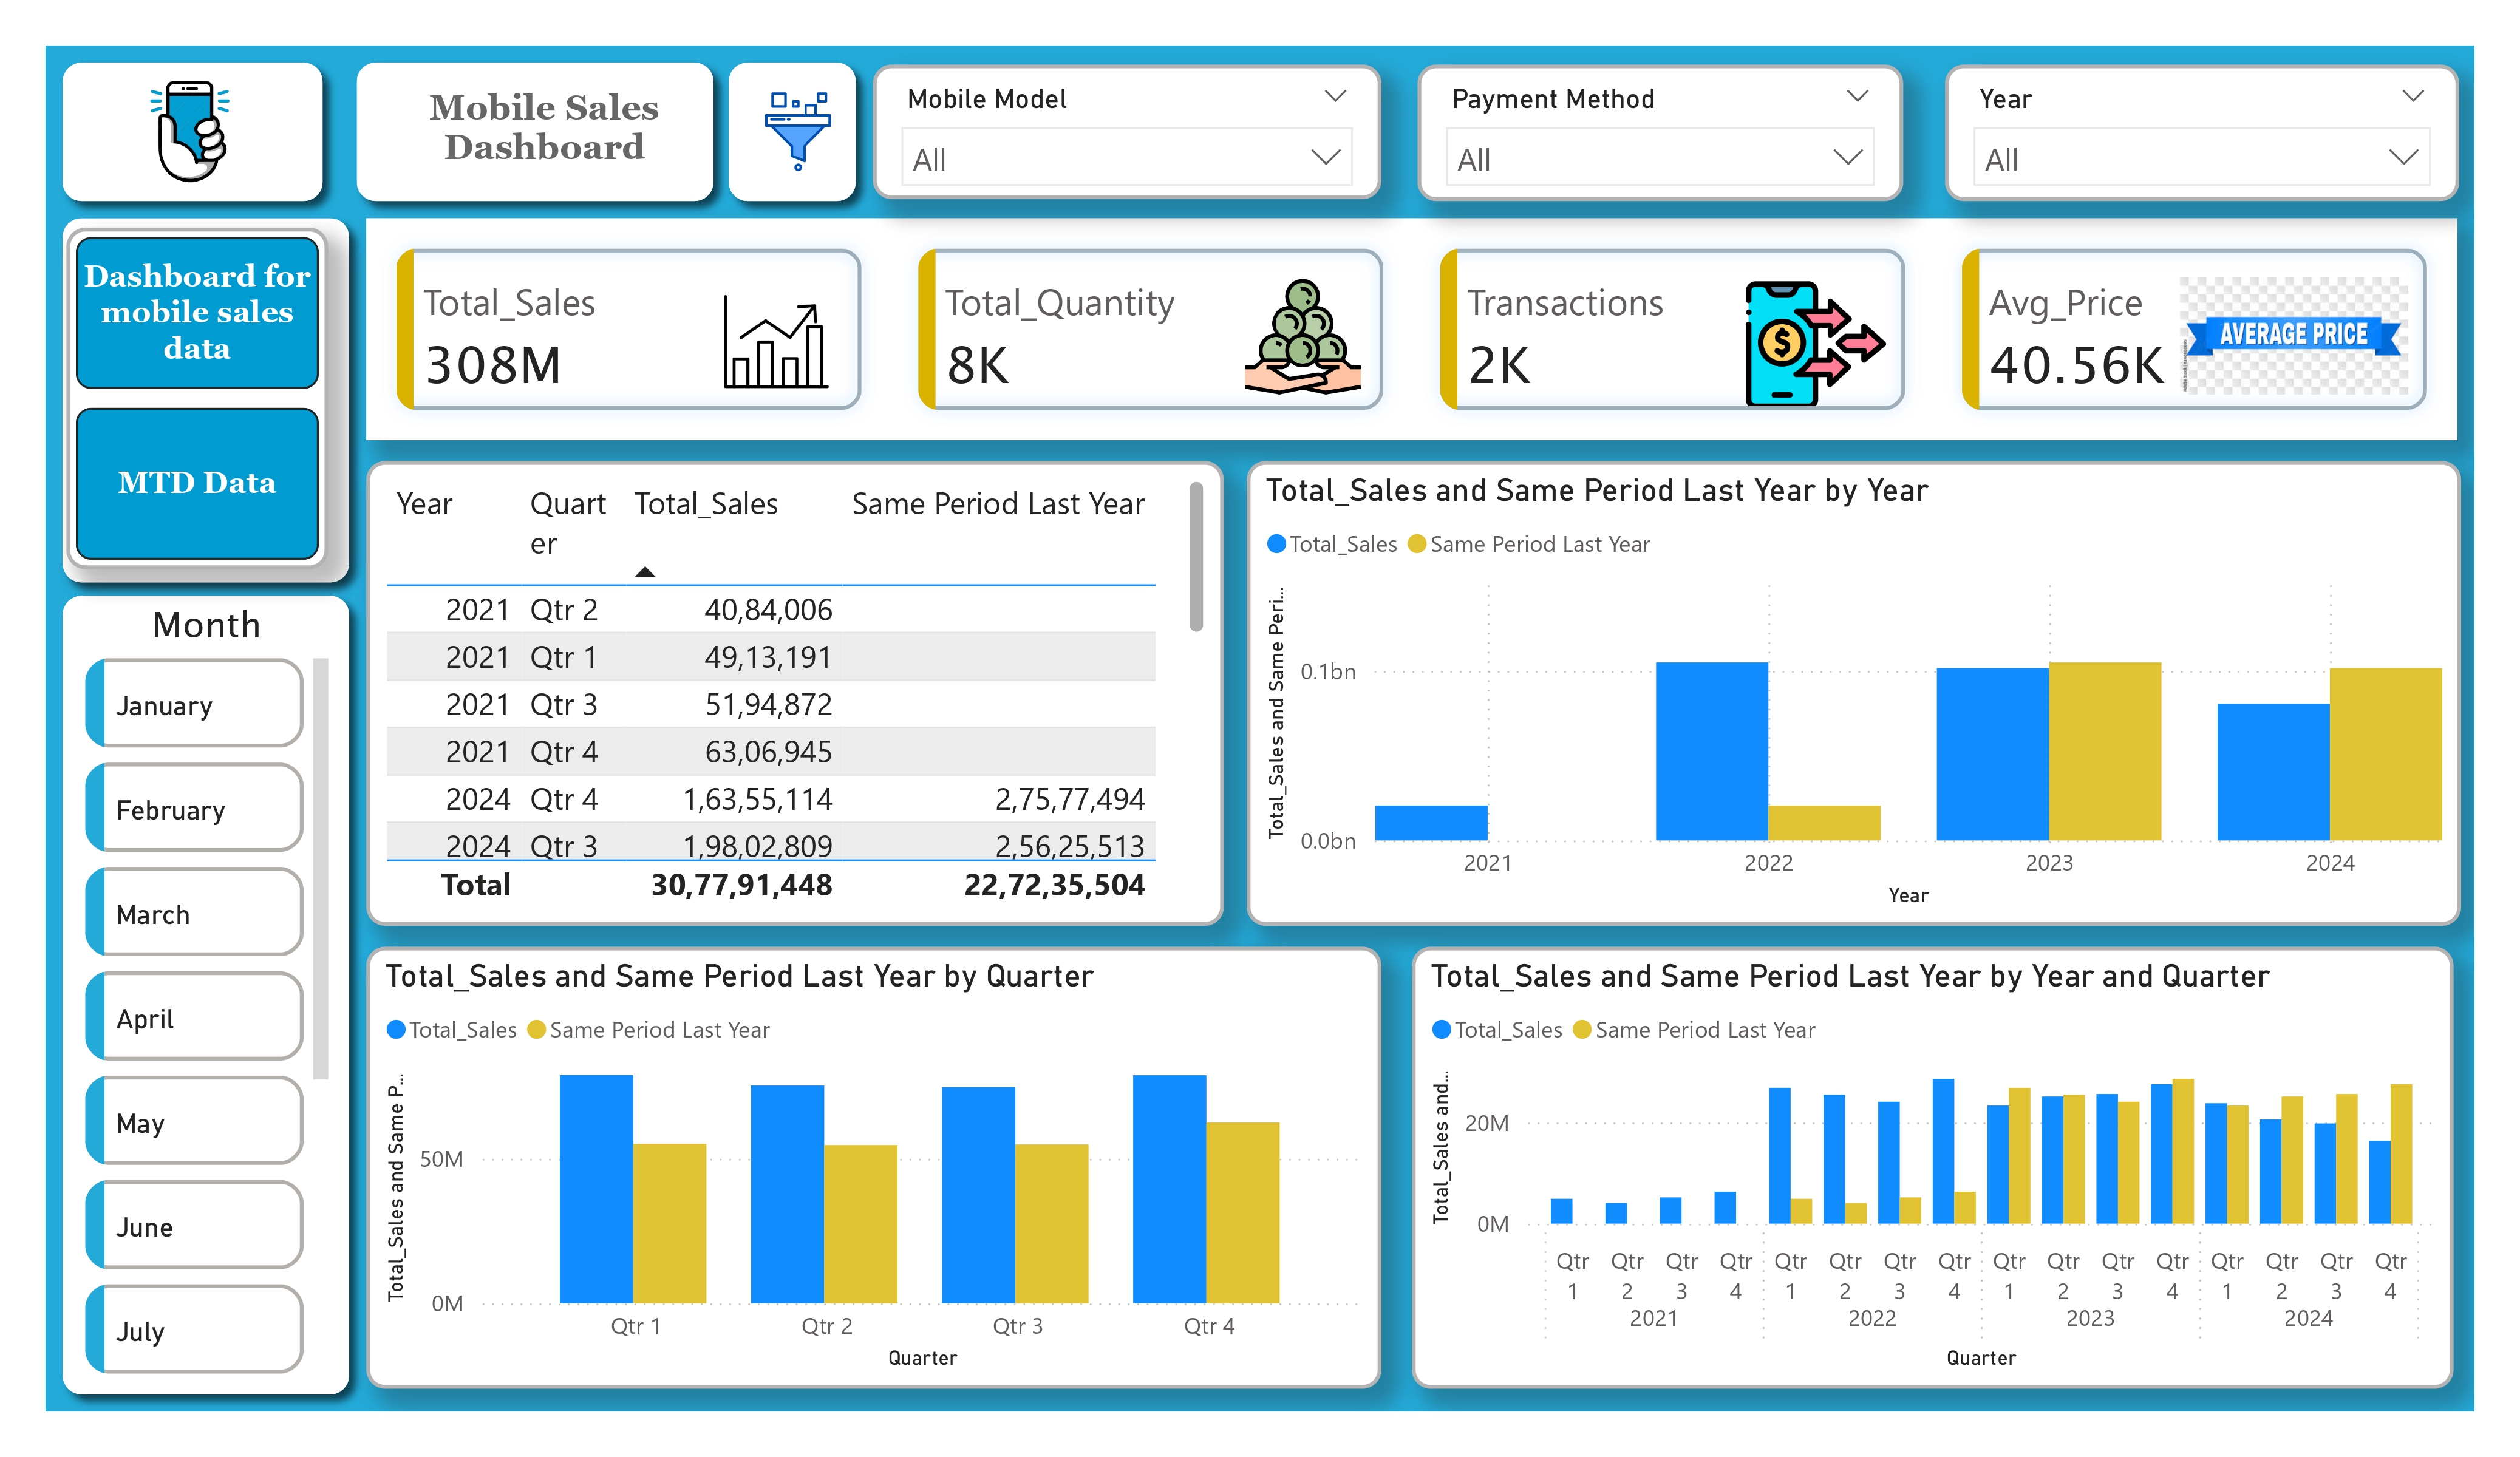 Mobile Sales
Dashboard
Mobile Model
All
Payment Method
All
Year
All
Dashboard for
mobile sales
data
MTD Data
Total_Sales
308M
Total_Quantity
8K
Transactions
2K
$
Avg_Price
40.56K
AVERAGE PRICE
Month
January
February
March
April
May
June
July
Year Quart Total_Sales Same Period Last Year
er
2021 Qtr 2 40,84,006
2021 Qtr 1 49,13,191
2021 Qtr 3 51,94,872
2021 Qtr 4 63,06,945
2024 Qtr 4 1,63,55,114 2,75,77,494
2024 Qtr 3 1,98,02,809 2,56,25,513
Total 30,77,91,448 22,72,35,504
Total_Sales and Same Period Last Year by Year
Total_Sales Same Period Last Year
Total_Sales and Same Peri...
0.1bn
0.0bn
2021 2022 2023 2024
Year
Total_Sales and Same Period Last Year by Quarter
Total_Sales Same Period Last Year
Total_Sales and Same P...
50M
0M
Qtr 1 Qtr 2 Qtr 3 Qtr 4
Quarter
Total_Sales and Same Period Last Year by Year and Quarter
Total_Sales Same Period Last Year
Total_Sales and...
20M
0M
Qtr Qtr Qtr Qtr Qtr Qtr Qtr Qtr Qtr Qtr Qtr Qtr Qtr Qtr Qtr Qtr
1 2 3 4 1 2 3 4 1 2 3 4 1 2 3 4
2021 2022 2023 2024
Quarter